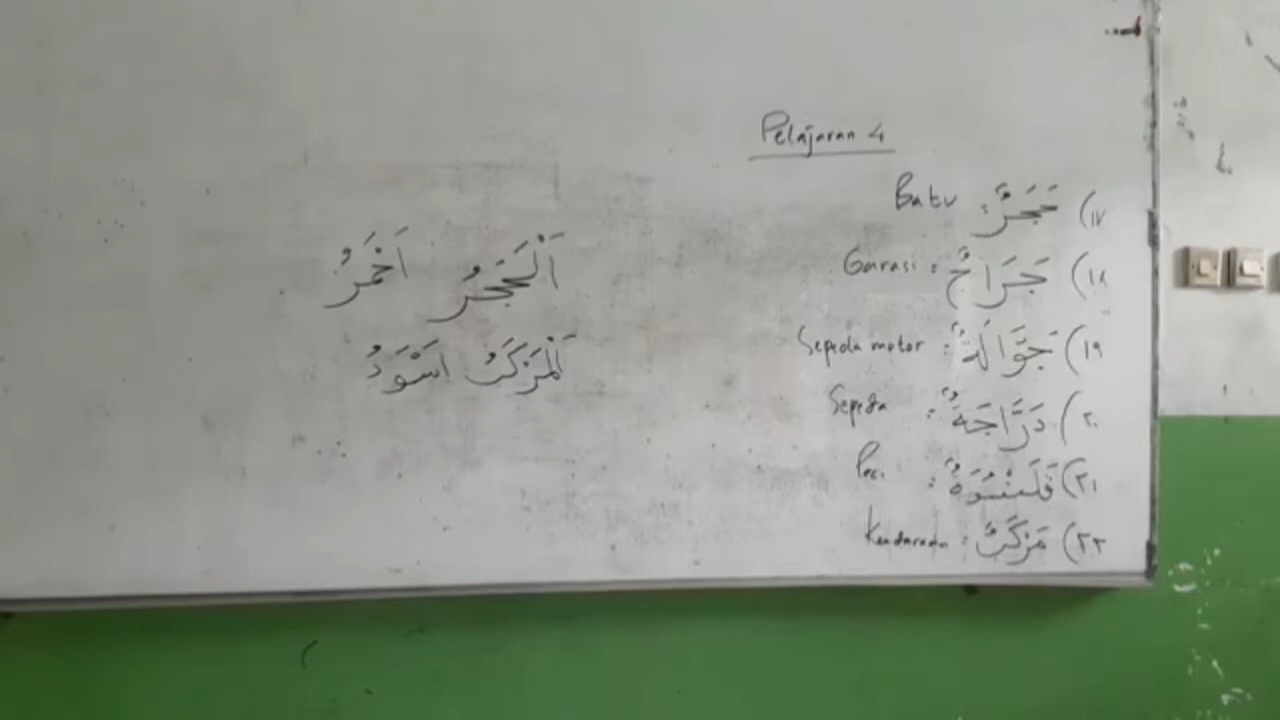 Pelajaran 4
١٧) حَجَرٌ : Batu
١٨) جَرَاجٌ : Garasi
١٩) جَوَّالَةٌ : Sepeda motor
٢٠) دَرَّاجَةٌ : Sepeda
٢١) قَلَنْسُوَةٌ : Peci
٢٢) مَرْكَبٌ : Kendaraan
اَلْحَجَرُ اَحْمَرُ
اَلْمَرْكَبُ اَسْوَدُ